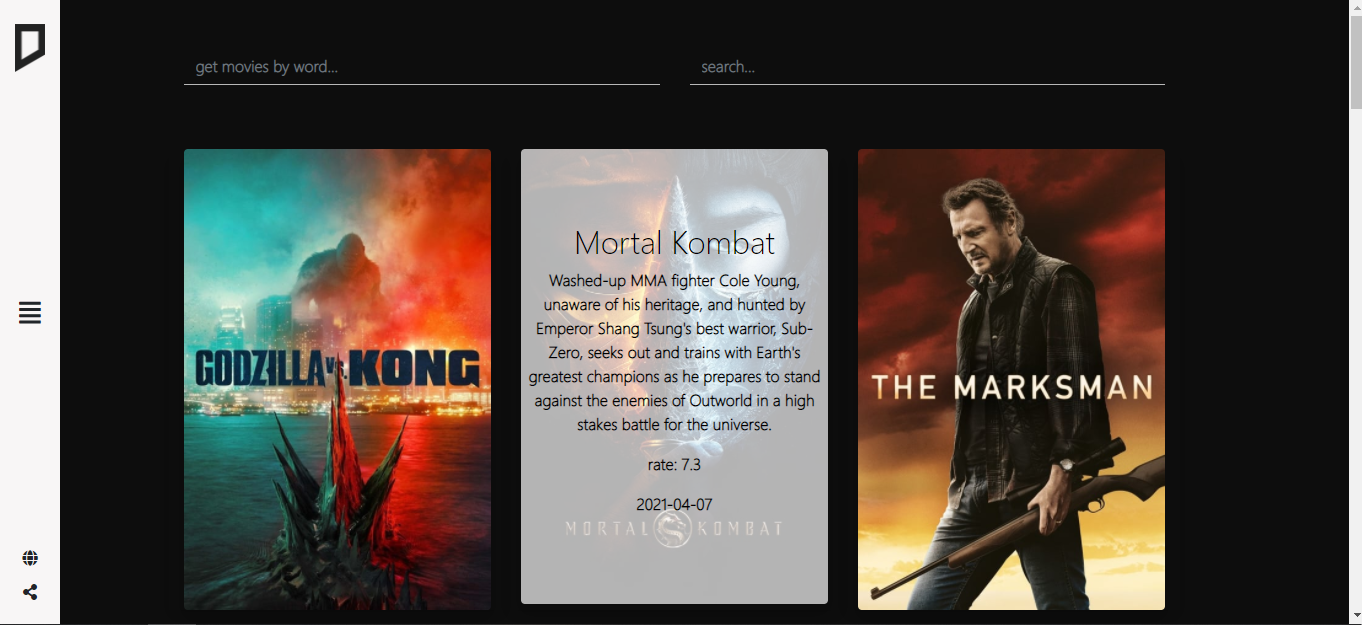 get movies by word...
search...
GODZILLA vs. KONG
Mortal Kombat
Washed-up MMA fighter Cole Young,
unaware of his heritage, and hunted by
Emperor Shang Tsung's best warrior, Sub-
Zero, seeks out and trains with Earth's
greatest champions as he prepares to stand
against the enemies of Outworld in a high
stakes battle for the universe.
rate: 7.3
2021-04-07
MORTAL KOMBAT
THE MARKSMAN